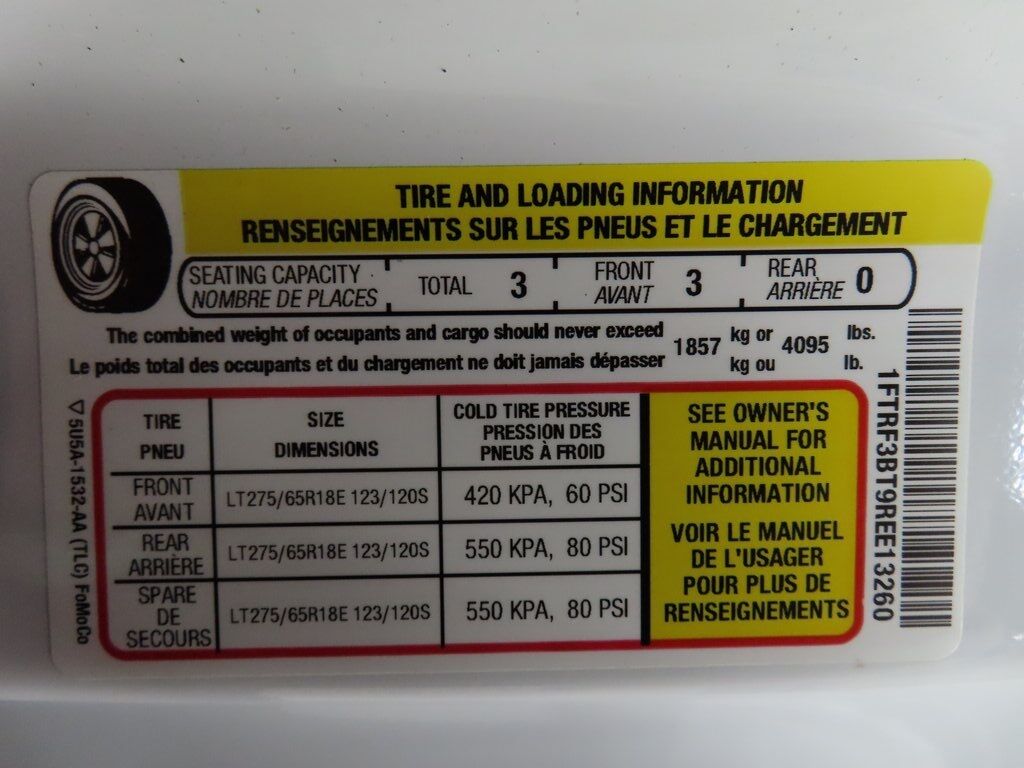 TIRE AND LOADING INFORMATION
RENSEIGNEMENTS SUR LES PNEUS ET LE CHARGEMENT
SEATING CAPACITY TOTAL 3 FRONT 3 REAR 0
NOMBRE DE PLACES AVANT ARRIÈRE
The combined weight of occupants and cargo should never exceed 1857 kg or 4095 lbs.
Le poids total des occupants et du chargement ne doit jamais dépasser kg ou lb.
TIRE SIZE COLD TIRE PRESSURE
PNEU DIMENSIONS PRESSION DES
PNEUS À FROID
FRONT
AVANT LT275/65R18E 123/120S 420 KPA, 60 PSI
REAR
ARRIÈRE LT275/65R18E 123/120S 550 KPA, 80 PSI
SPARE
DE
SECOURS LT275/65R18E 123/120S 550 KPA, 80 PSI
SEE OWNER'S
MANUAL FOR
ADDITIONAL
INFORMATION
VOIR LE MANUEL
DE L'USAGER
POUR PLUS DE
RENSEIGNEMENTS
5U5A-1532-AA (TLC) FoMoCo
1FTRF3BT9REE13260